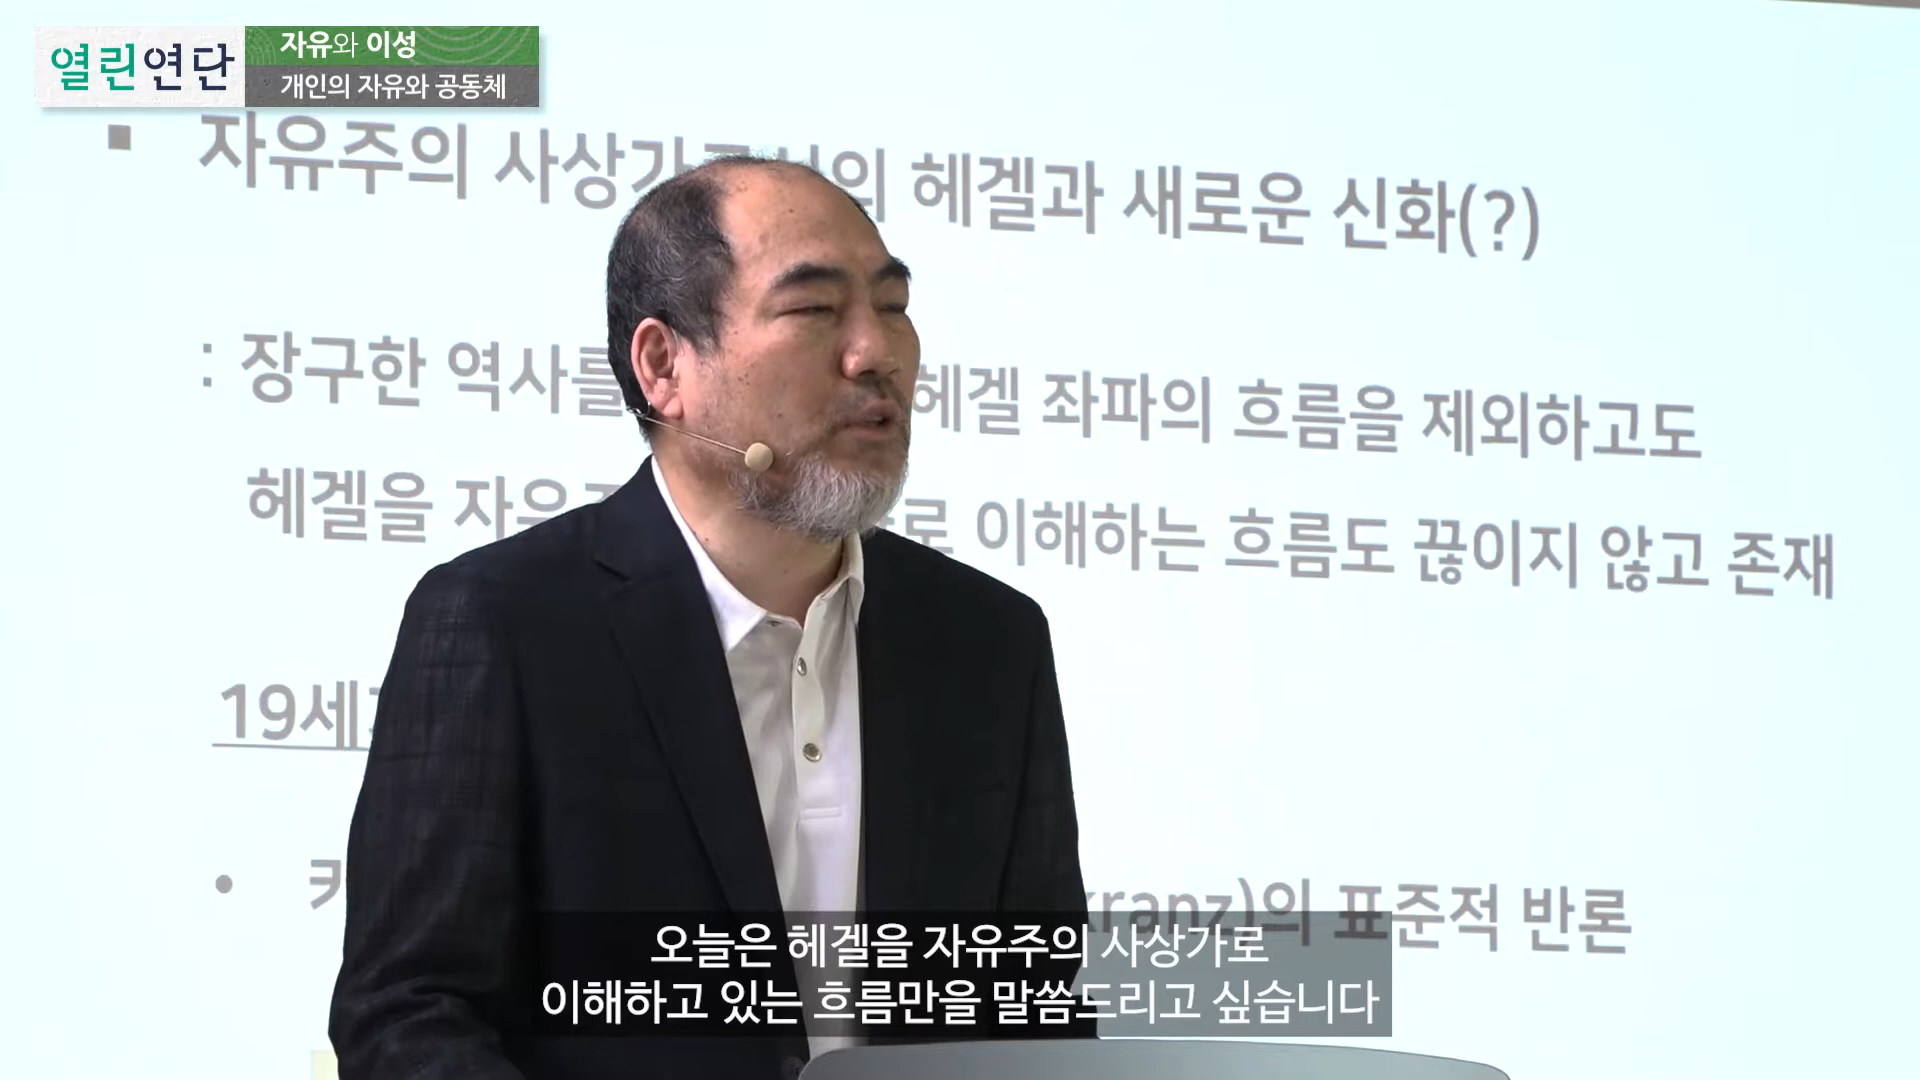 열린연단
자유와 이성
개인의 자유와 공동체
▪ 자유주의 사상가 의 헤겔과 새로운 신화(?)
: 장구한 역사를 헤겔 좌파의 흐름을 제외하고도
헤겔을 로 이해하는 흐름도 끊이지 않고 존재
• kranz)의 표준적 반론
오늘은 헤겔을 자유주의 사상가로
이해하고 있는 흐름만을 말씀드리고 싶습니다